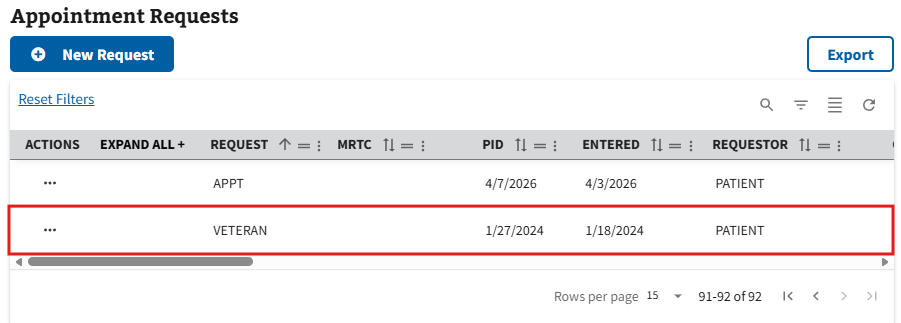 Appointment Requests
New Request
Export
Reset Filters
ACTIONS EXPAND ALL + REQUEST MRTC PID ENTERED REQUESTOR
APPT 4/7/2026 4/3/2026 PATIENT
VETERAN 1/27/2024 1/18/2024 PATIENT
Rows per page 15 91-92 of 92